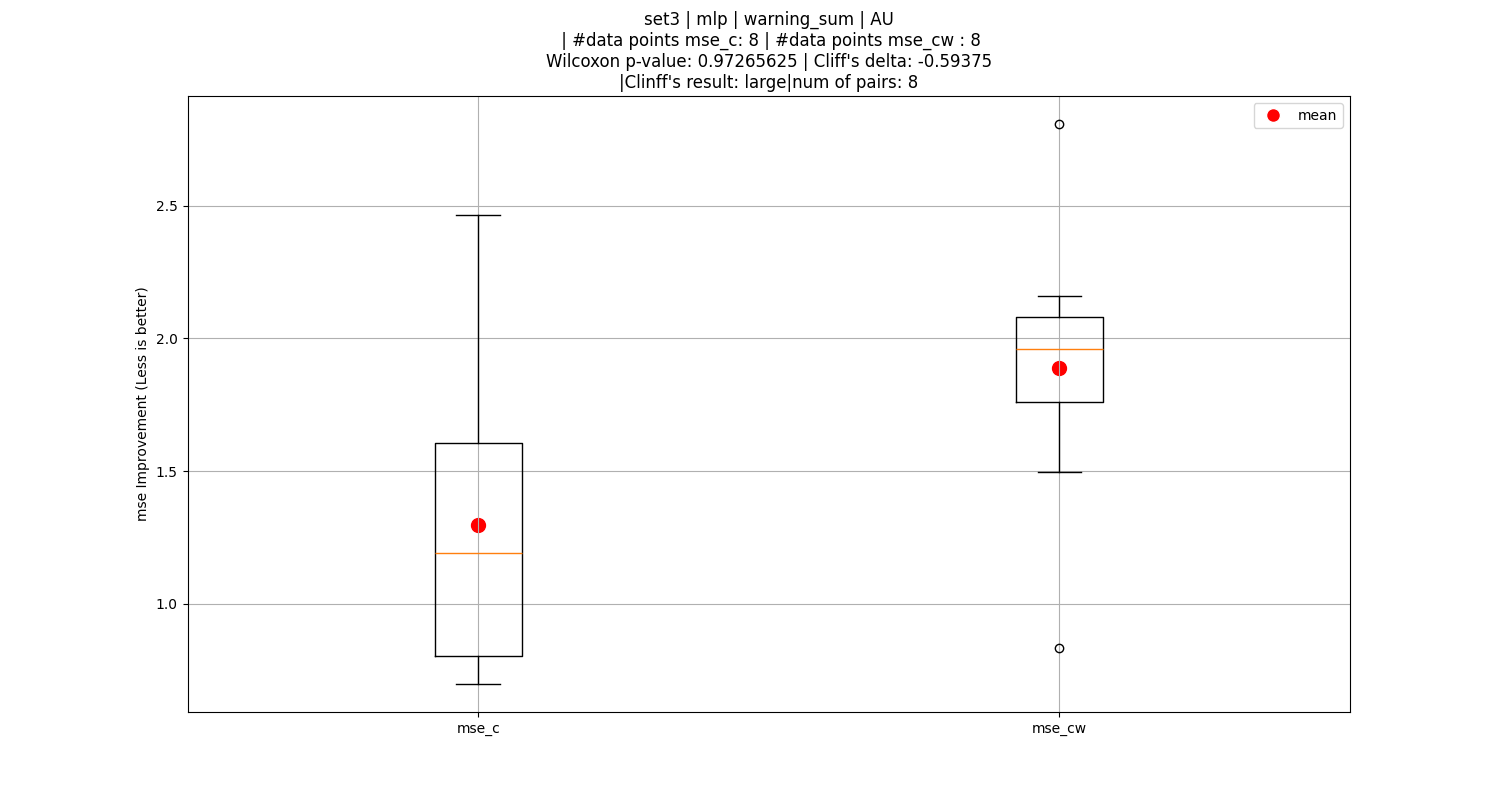 set3 | mlp | warning_sum | AU
| #data points mse_c: 8 | #data points mse_cw : 8
Wilcoxon p-value: 0.97265625 | Cliff's delta: -0.59375
|Clinff's result: large|num of pairs: 8
mean
mse Improvement (Less is better)
2.5
2.0
1.5
1.0
mse_c
mse_cw